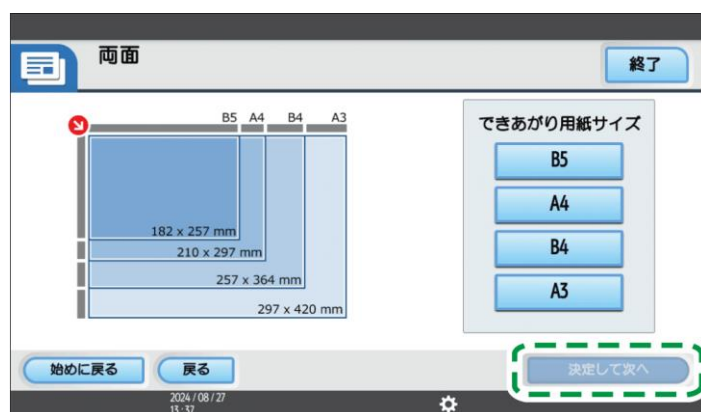 両面
終了
B5 A4 B4 A3
182 x 257 mm
210 x 297 mm
257 x 364 mm
297 x 420 mm
できあがり用紙サイズ
B5
A4
B4
A3
始めに戻る
戻る
決定して次へ
2024/08/27
13:37